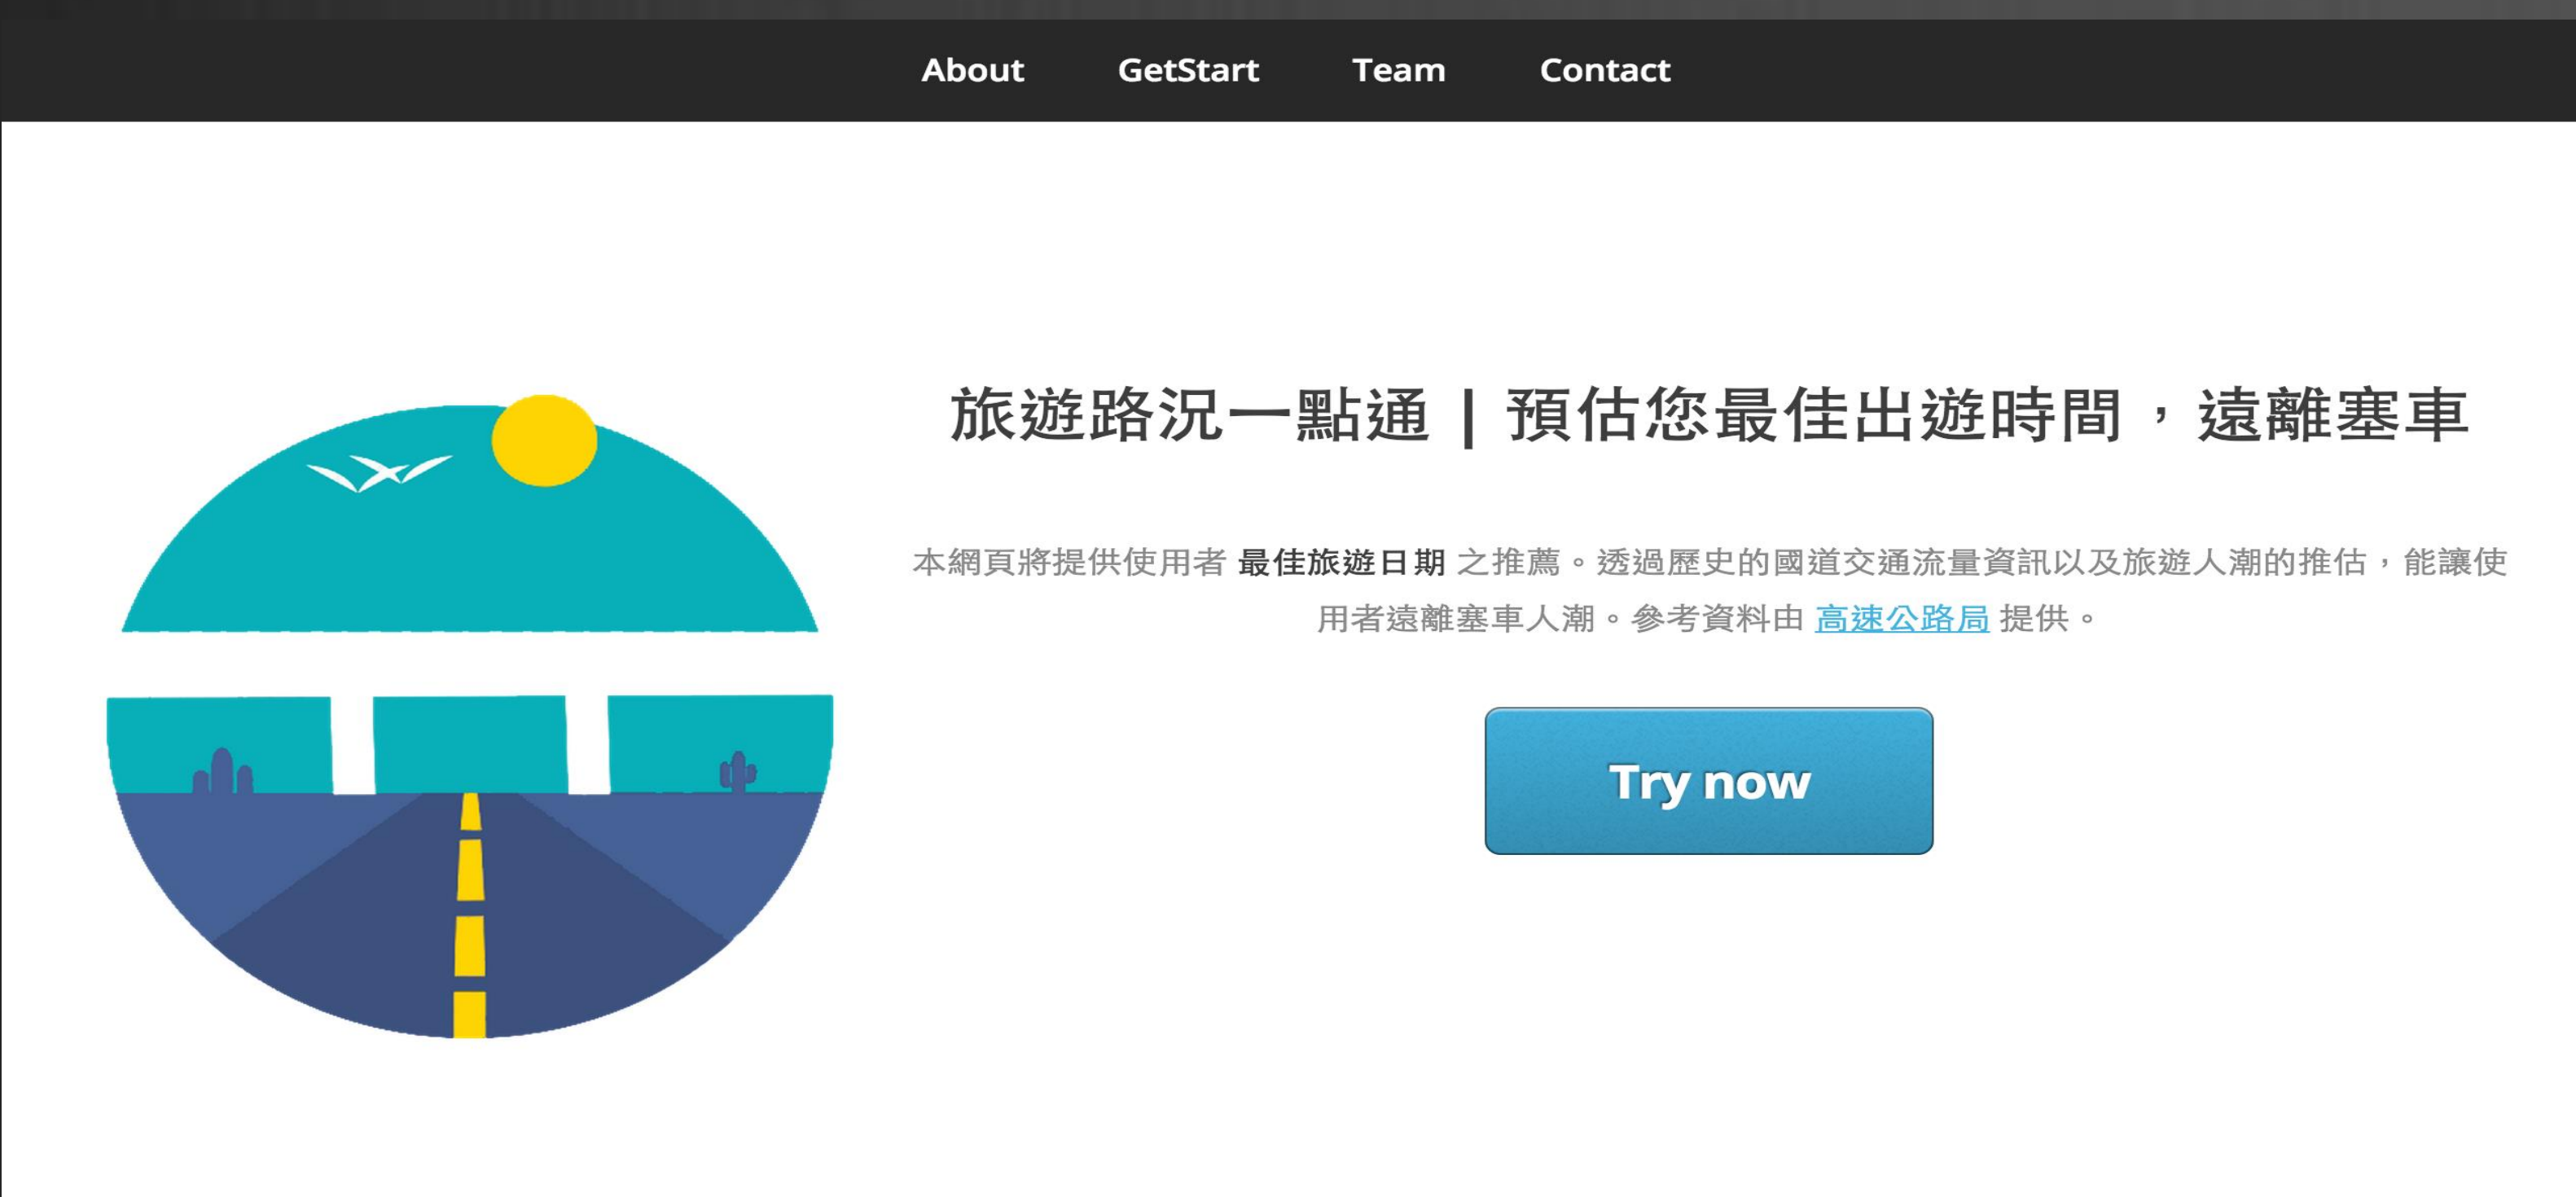 About GetStart Team Contact
旅遊路況一點通 | 預估您最佳出遊時間，遠離塞車
本網頁將提供使用者 最佳旅遊日期 之推薦。透過歷史的國道交通流量資訊以及旅遊人潮的推估，能讓使
用者遠離塞車人潮。參考資料由 高速公路局 提供。
Try now